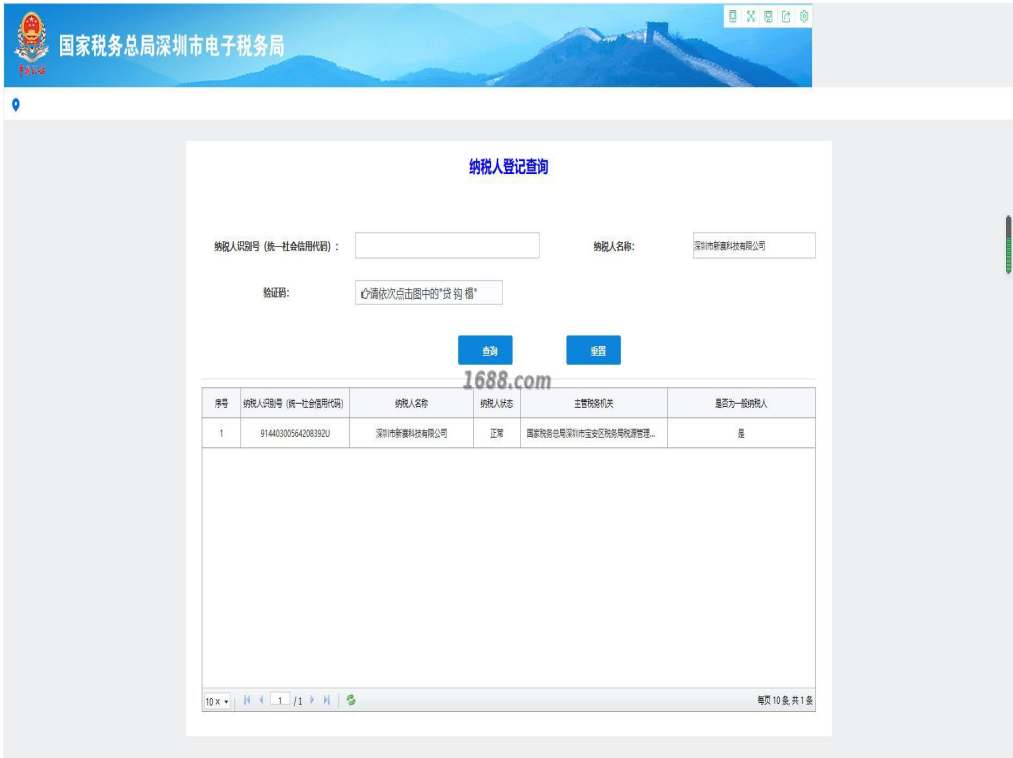 国家税务总局深圳市电子税务局
纳税人登记查询
纳税人识别号（统一社会信用代码）: 纳税人名称: 深圳市新赛科技有限公司
验证码: 请依次点击图中的"贷 钩 榻"
查询 重置
1688.com
序号 纳税人识别号（统一社会信用代码） 纳税人名称 纳税人状态 主管税务机关 是否为一般纳税人
1 91440300564208392U 深圳市新赛科技有限公司 正常 国家税务总局深圳市宝安区税务局税源管理... 是
10 x 1 /1 每页 10 条,共 1 条